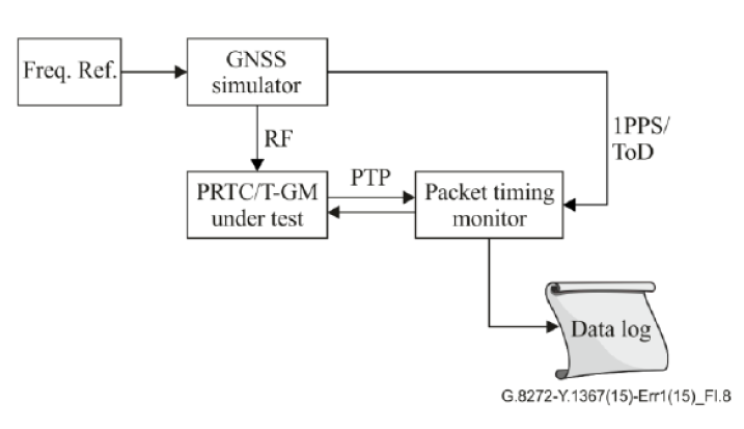 Freq. Ref.
GNSS
simulator
1PPS/
ToD
RF
PTP
PRTC/T-GM
under test
Packet timing
monitor
Data log
G.8272-Y.1367(15)-Err1(15)_FI.8